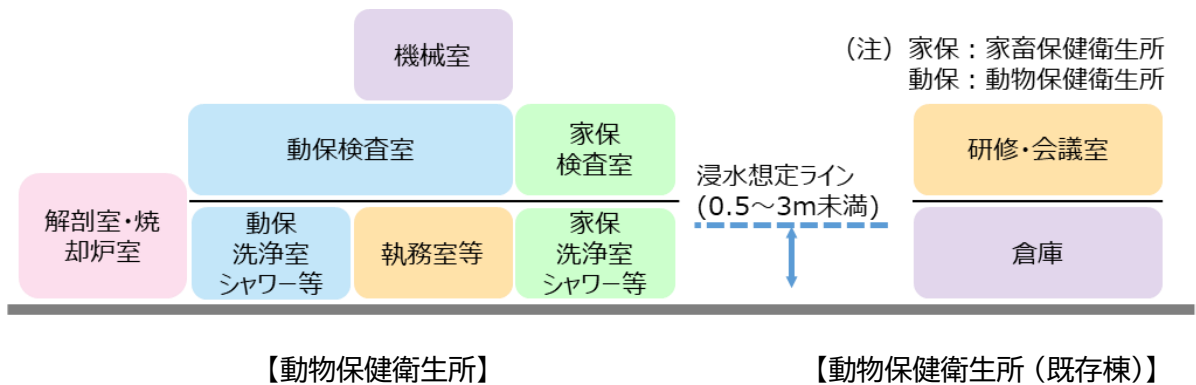 機械室
（注）家保：家畜保健衛生所
動保：動物保健衛生所
動保検査室
家保
検査室
研修・会議室
浸水想定ライン
(0.5～3m未満)
解剖室・焼
却炉室
動保・
洗浄室
シャワー等
執務室等
家保・
洗浄室
シャワー等
倉庫
【動物保健衛生所】
【動物保健衛生所（既存棟）】